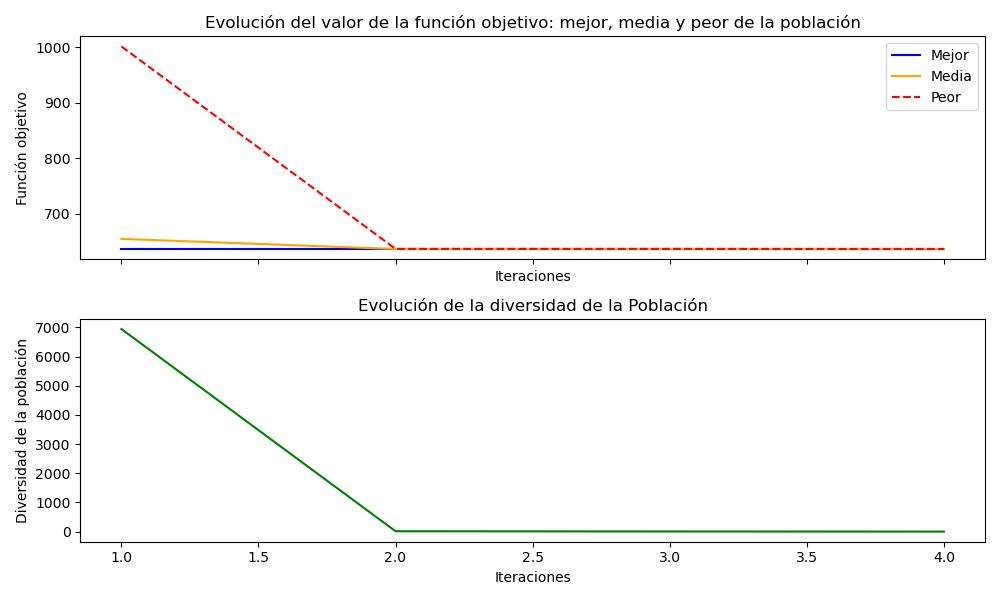 Evolución del valor de la función objetivo: mejor, media y peor de la población
1000
900
800
700
Función objetivo
Mejor
Media
Peor
Iteraciones
Evolución de la diversidad de la Población
7000
6000
5000
4000
3000
2000
1000
0
Diversidad de la población
1.0 1.5 2.0 2.5 3.0 3.5 4.0
Iteraciones